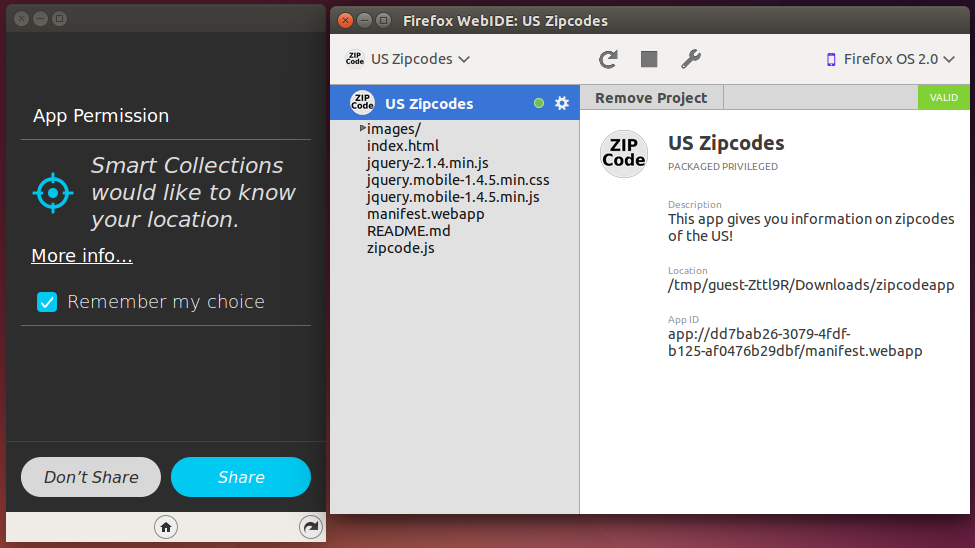 App Permission
Smart Collections
would like to know
your location.
More info...
Remember my choice
Don't Share
Share
Firefox WebIDE: US Zipcodes
ZIP
Code
US Zipcodes
Firefox OS 2.0
ZIP
Code
US Zipcodes
images/
index.html
jquery-2.1.4.min.js
jquery.mobile-1.4.5.min.css
jquery.mobile-1.4.5.min.js
manifest.webapp
README.md
zipcode.js
Remove Project
VALID
ZIP
Code
US Zipcodes
PACKAGED PRIVILEGED
Description
This app gives you information on zipcodes
of the US!
Location
/tmp/guest-Zttl9R/Downloads/zipcodeapp
App ID
app://dd7bab26-3079-4fdf-
b125-af0476b29dbf/manifest.webapp